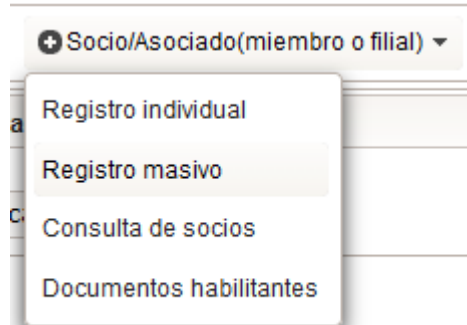 Socio/Asociado(miembro o filial)
Registro individual
Registro masivo
Consulta de socios
Documentos habilitantes